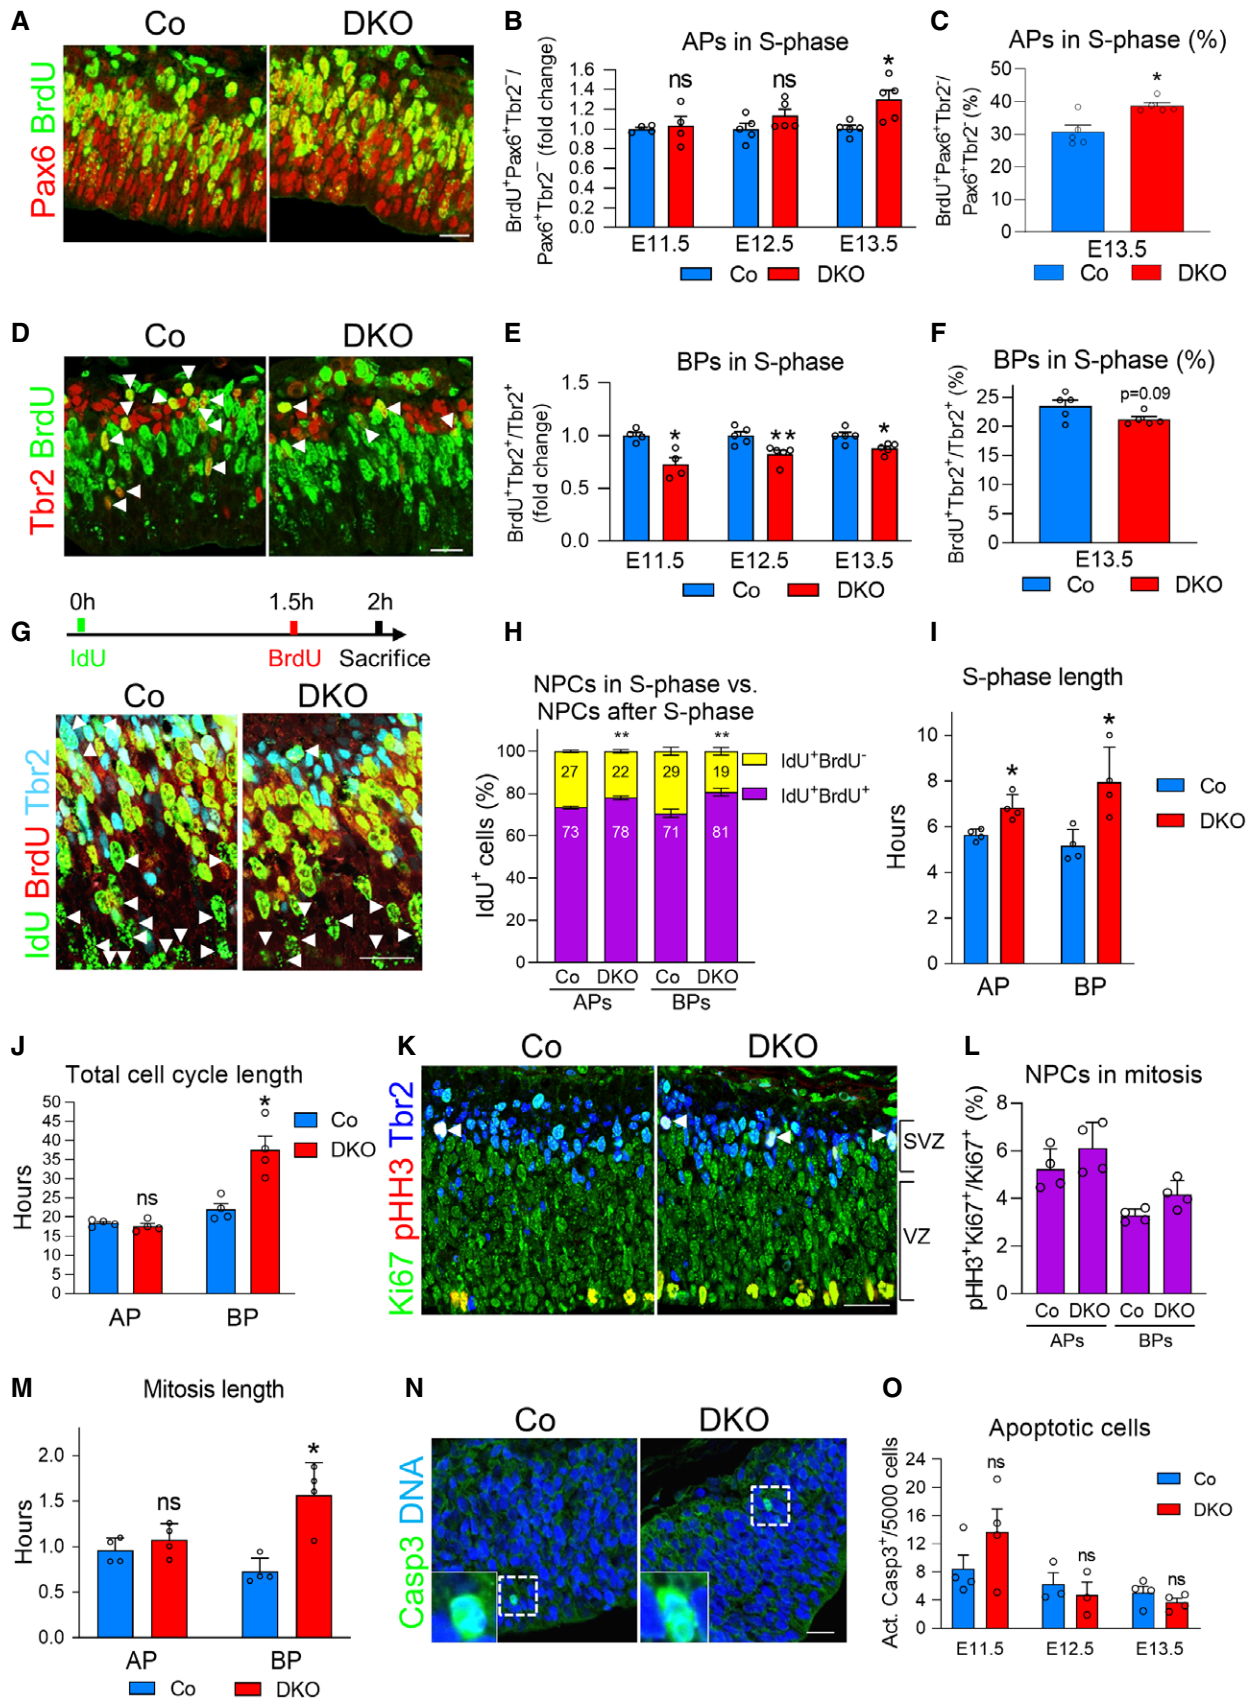 A
Co DKO
Pax6 BrdU
B
APs in S-phase
BrdU⁺Pax6⁺Tbr2⁻/
Pax6⁺Tbr2⁻ (fold change)
1.6
1.4
1.2
1.0
0.8
0.6
0.4
0.2
0.0
ns ns *
E11.5 E12.5 E13.5
Co DKO
C
APs in S-phase (%)
BrdU⁺Pax6⁺Tbr2⁻/
Pax6⁺Tbr2⁻ (%)
50
40
30
20
10
0
*
E13.5
Co DKO
D
Co DKO
Tbr2 BrdU
E
BPs in S-phase
BrdU⁺Tbr2⁺/Tbr2⁺
(fold change)
1.5
1.0
0.5
0.0
* ** *
E11.5 E12.5 E13.5
Co DKO
F
BPs in S-phase (%)
BrdU⁺Tbr2⁺/Tbr2⁺ (%)
25
20
15
10
5
0
p=0.09
E13.5
Co DKO
G
0h 1.5h 2h
IdU BrdU Sacrifice
Co DKO
IdU BrdU Tbr2
H
NPCs in S-phase vs.
NPCs after S-phase
IdU⁺ cells (%)
100
80
60
40
20
0
** **
27 22 29 19
73 78 71 81
IdU⁺BrdU⁻
IdU⁺BrdU⁺
Co DKO Co DKO
APs BPs
I
S-phase length
Hours
10
8
6
4
2
0
* *
AP BP
Co
DKO
J
Total cell cycle length
Hours
50
45
40
35
30
25
20
15
10
5
0
ns *
AP BP
Co
DKO
K
Co DKO
Ki67 pHH3 Tbr2
SVZ
VZ
L
NPCs in mitosis
pHH3⁺Ki67⁺/Ki67⁺ (%)
8
6
4
2
0
Co DKO Co DKO
APs BPs
M
Mitosis length
Hours
2.0
1.5
1.0
0.5
0.0
ns *
AP BP
Co DKO
N
Co DKO
Casp3 DNA
O
Apoptotic cells
Act. Casp3⁺/5000 cells
24
20
16
12
8
4
0
ns ns ns
E11.5 E12.5 E13.5
Co
DKO